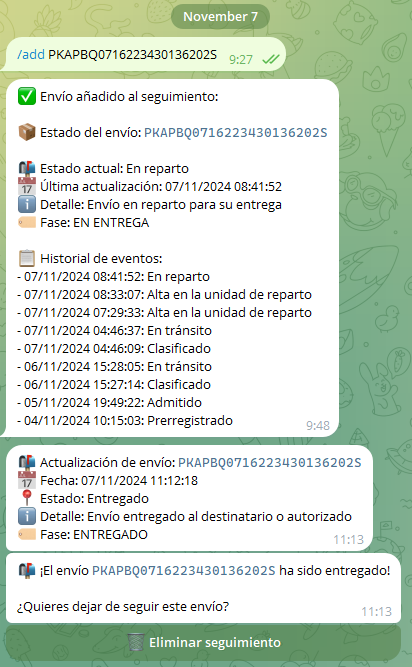 November 7
/add PKAPBQ0716223430136202S
9:27
✅ Envío añadido al seguimiento:
📦 Estado del envío: PKAPBQ0716223430136202S
📬 Estado actual: En reparto
📅 Última actualización: 07/11/2024 08:41:52
ℹ️ Detalle: Envío en reparto para su entrega
🏷️ Fase: EN ENTREGA
📋 Historial de eventos:
- 07/11/2024 08:41:52: En reparto
- 07/11/2024 08:33:07: Alta en la unidad de reparto
- 07/11/2024 07:29:33: Alta en la unidad de reparto
- 07/11/2024 04:46:37: En tránsito
- 07/11/2024 04:46:09: Clasificado
- 06/11/2024 15:28:05: En tránsito
- 06/11/2024 15:27:14: Clasificado
- 05/11/2024 19:49:22: Admitido
- 04/11/2024 10:15:03: Prerregistrado
9:48
📬 Actualización de envío: PKAPBQ0716223430136202S
📅 Fecha: 07/11/2024 11:12:18
📍 Estado: Entregado
ℹ️ Detalle: Envío entregado al destinatario o autorizado
🏷️ Fase: ENTREGADO
11:13
📬 ¡El envío PKAPBQ0716223430136202S ha sido entregado!
¿Quieres dejar de seguir este envío?
11:13
🗑️ Eliminar seguimiento